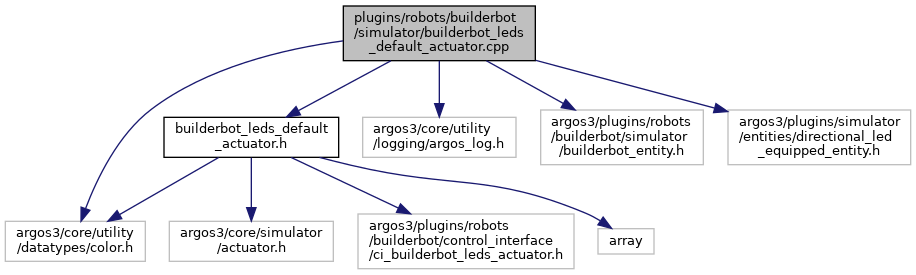 plugins/robots/builderbot
/simulator/builderbot_leds
_default_actuator.cpp
builderbot_leds_default
_actuator.h
argos3/core/utility
/logging/argos_log.h
argos3/plugins/robots
/builderbot/simulator
/builderbot_entity.h
argos3/plugins/simulator
/entities/directional_led
_equipped_entity.h
argos3/core/utility
/datatypes/color.h
argos3/core/simulator
/actuator.h
argos3/plugins/robots
/builderbot/control_interface
/ci_builderbot_leds_actuator.h
array